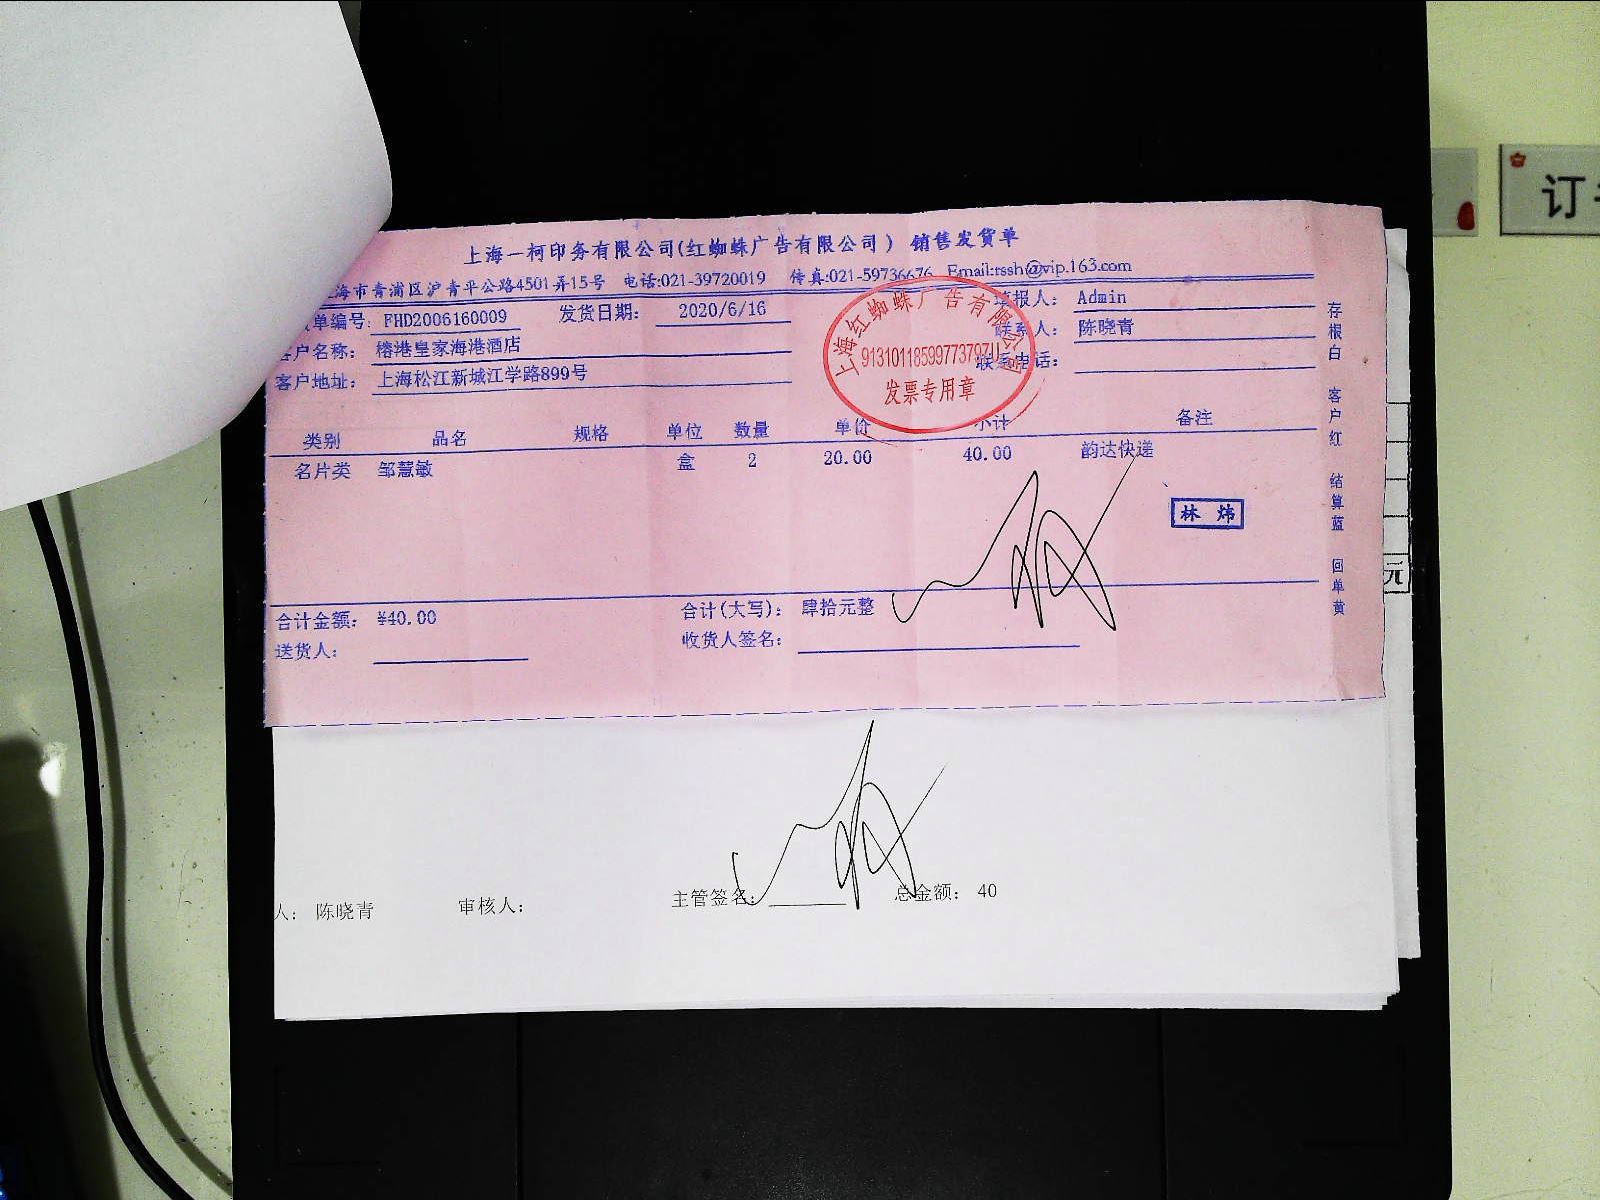 上海一柯印务有限公司(红蜘蛛广告有限公司) 销售发货单
海市青浦区沪青平公路4501弄15号 电话:021-39720019 传真:021-59736676 Email:rssh@vip.163.com
单编号: FHD2006160009 发货日期: 2020/6/16 填报人: Admin
客户名称: 榕港皇家海港酒店 联系人: 陈晓青
客户地址: 上海松江新城江学路899号 联系电话:
上海红蜘蛛广告有限公司
91310118599773797U
发票专用章
类别 品名 规格 单位 数量 单价 小计 备注
名片类 邹慧敏 盒 2 20.00 40.00 韵达快递
林 炜
合计金额: ¥40.00 合计(大写): 肆拾元整
送货人: 收货人签名:
存根白 客户红 结算蓝 回单黄
人: 陈晓青 审核人: 主管签名: 总金额: 40
元
订